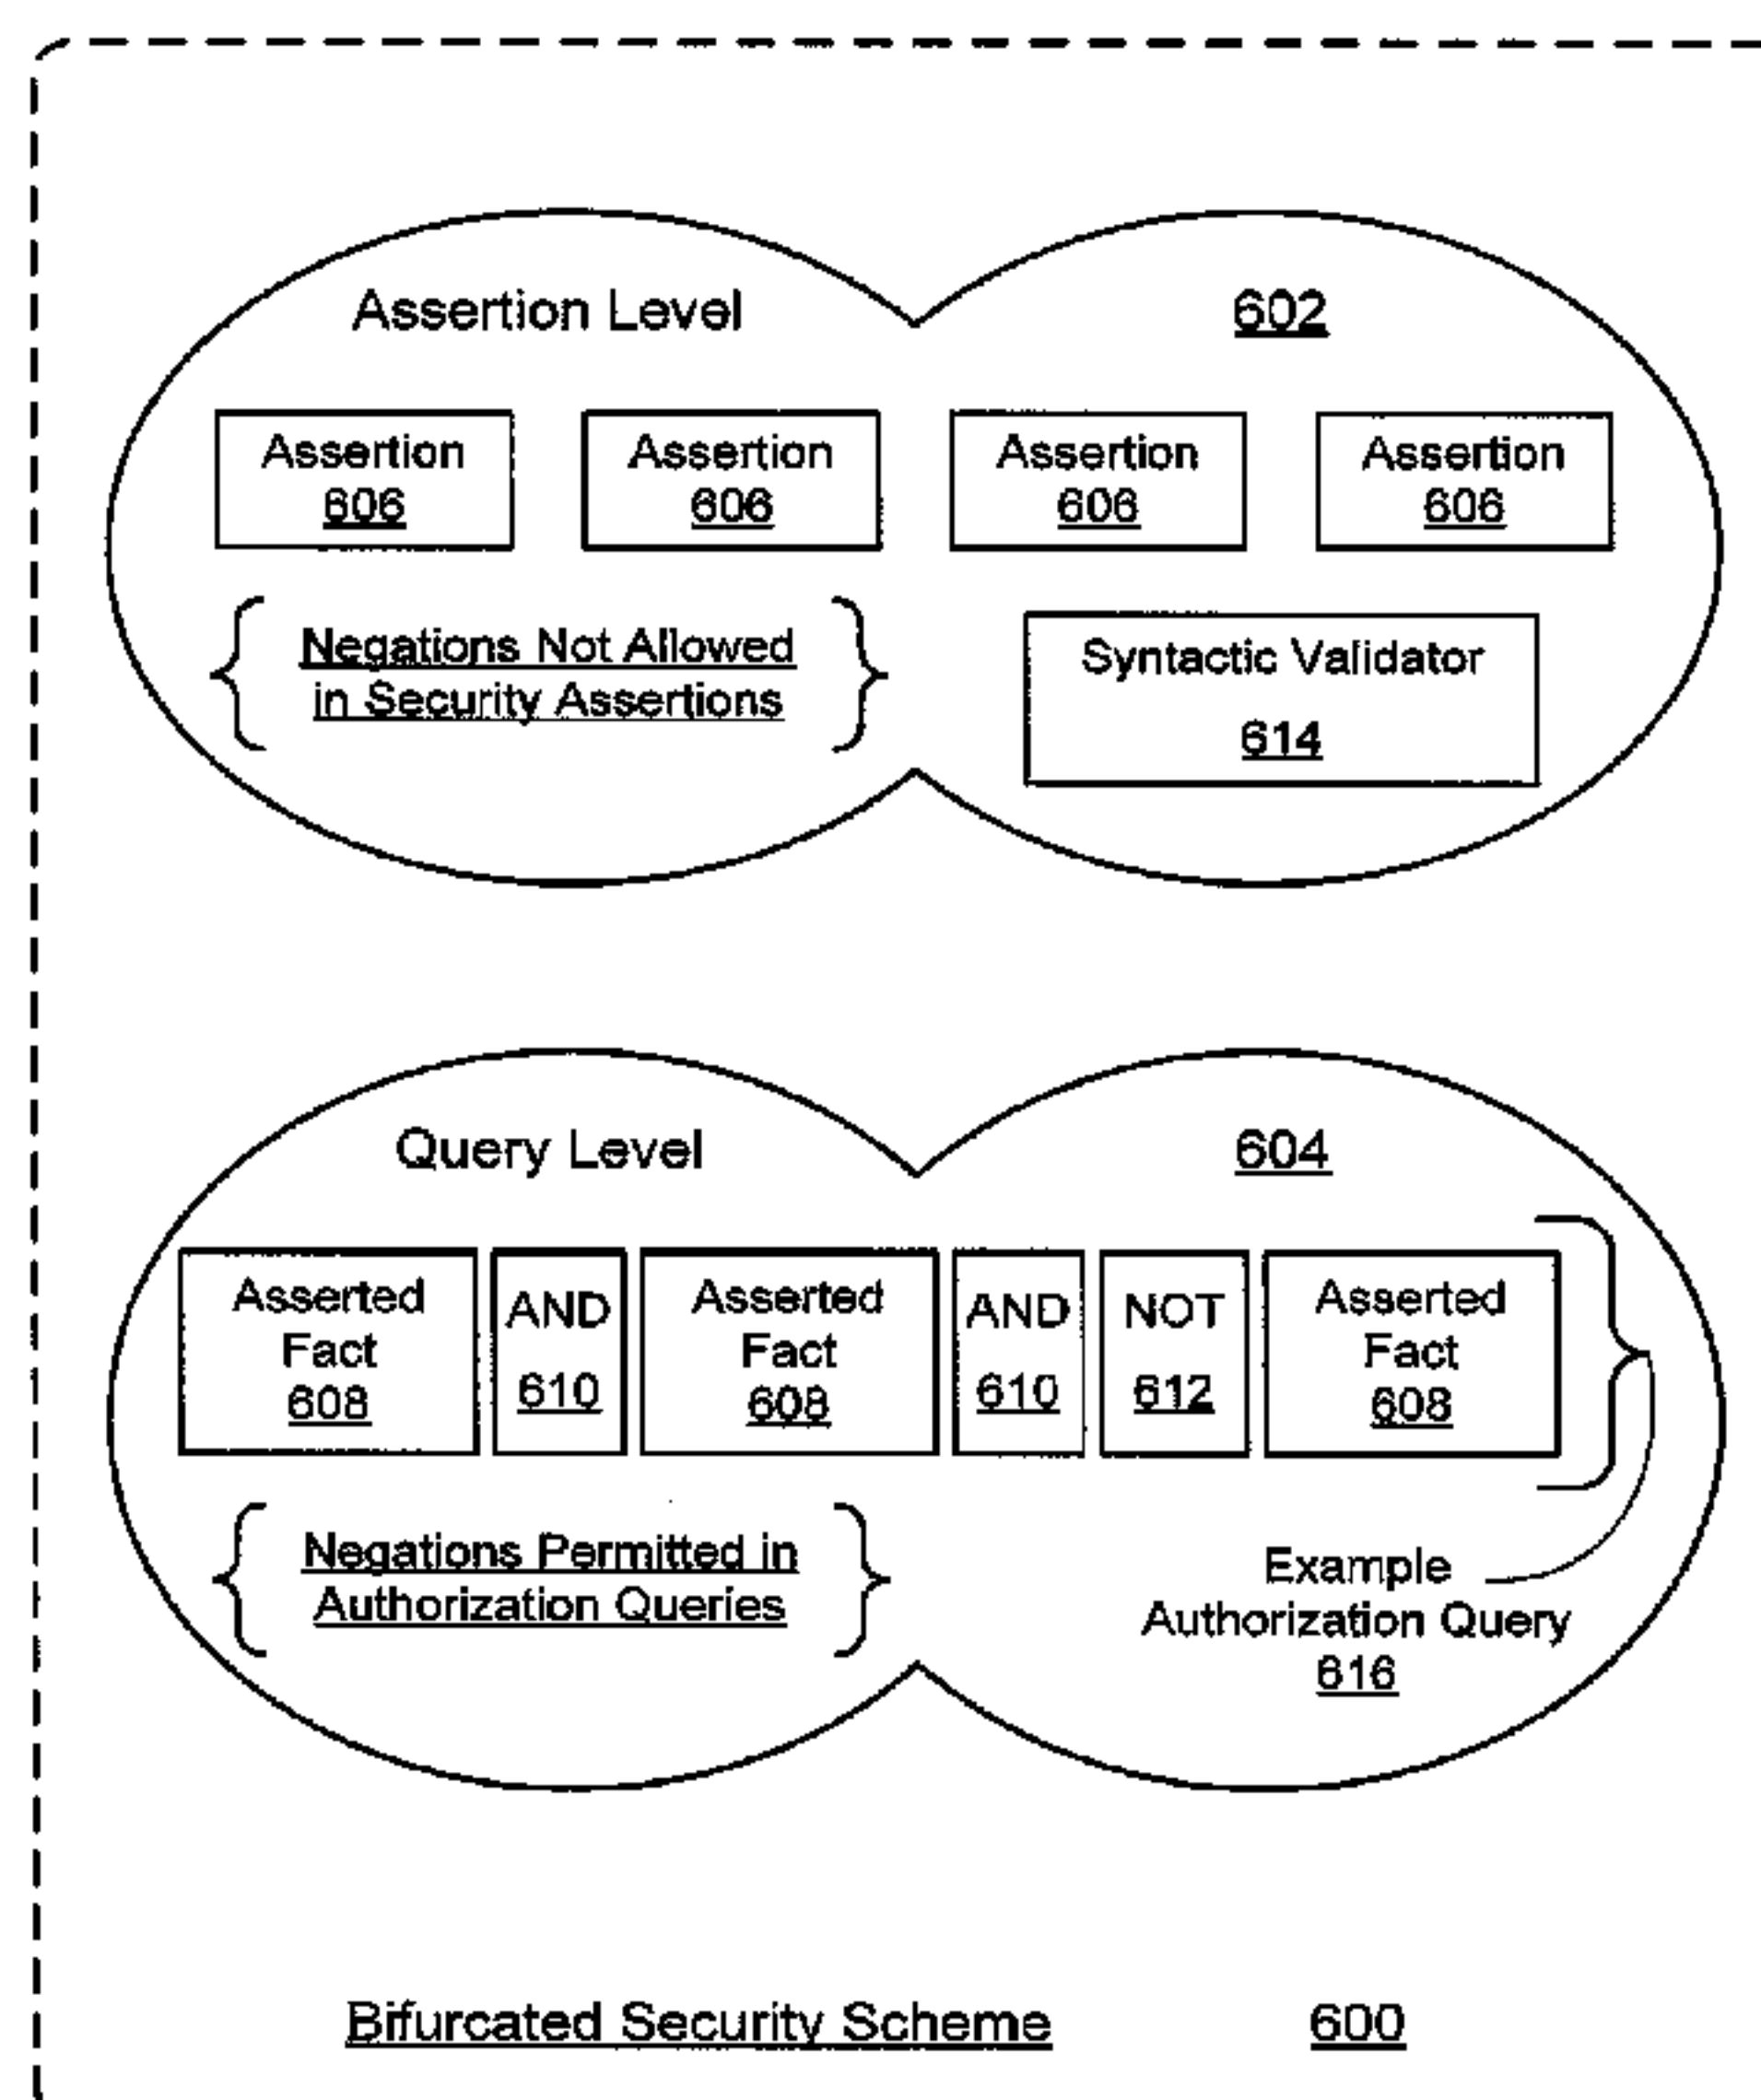 Assertion Level 602
Assertion Assertion Assertion Assertion
606 606 606 606
Negations Not Allowed
in Security Assertions
Syntactic Validator
614
Query Level 604
Asserted
Fact
608
AND
610
Asserted
Fact
608
AND
610
NOT
612
Asserted
Fact
608
Negations Permitted in
Authorization Queries
Example
Authorization Query
616
Bifurcated Security Scheme 600